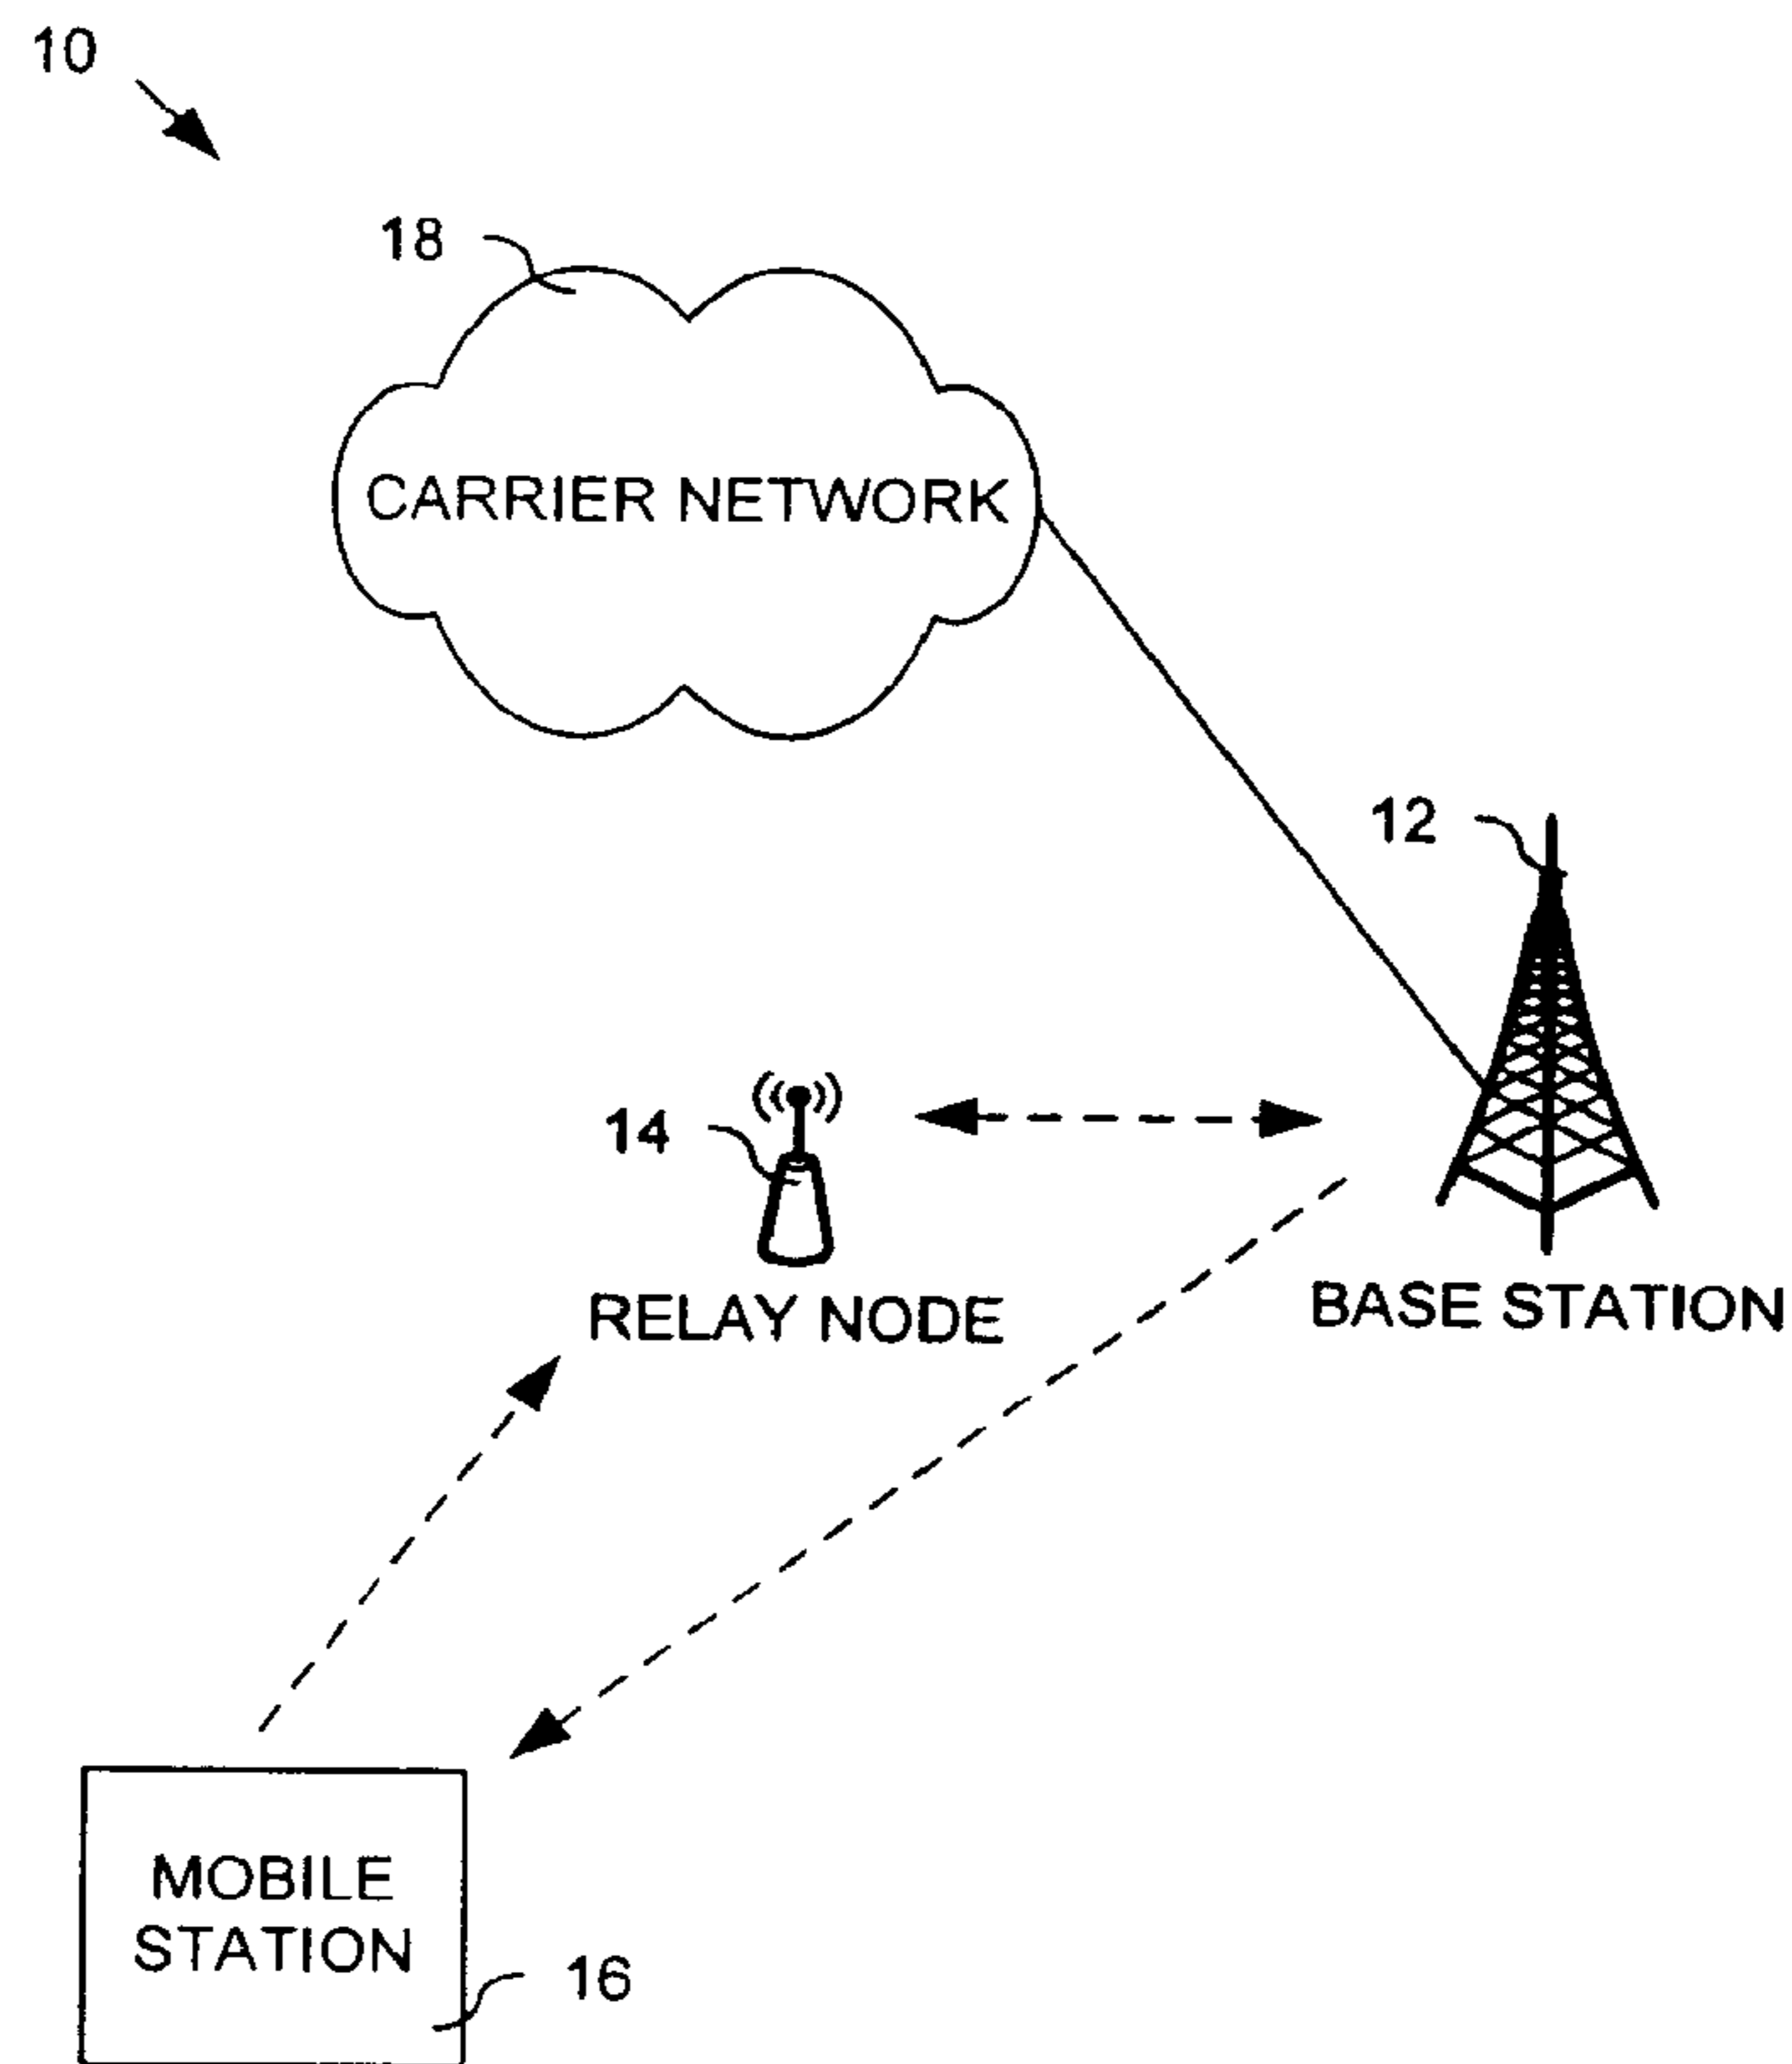 10
18
CARRIER NETWORK
12
14
RELAY NODE
BASE STATION
MOBILE
STATION
16